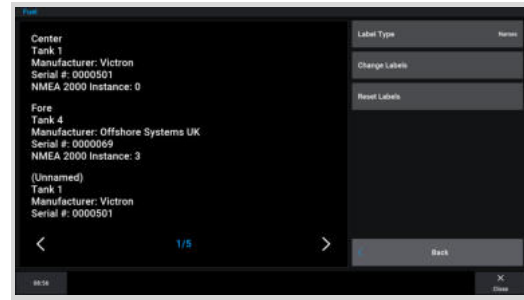 Fuel
Center
Tank 1
Manufacturer: Victron
Serial #: 0000501
NMEA 2000 Instance: 0
Fore
Tank 4
Manufacturer: Offshore Systems UK
Serial #: 0000069
NMEA 2000 Instance: 3
(Unnamed)
Tank 1
Manufacturer: Victron
Serial #: 0000501
1/5
Label Type
Names
Change Labels
Reset Labels
Back
08:56
Close